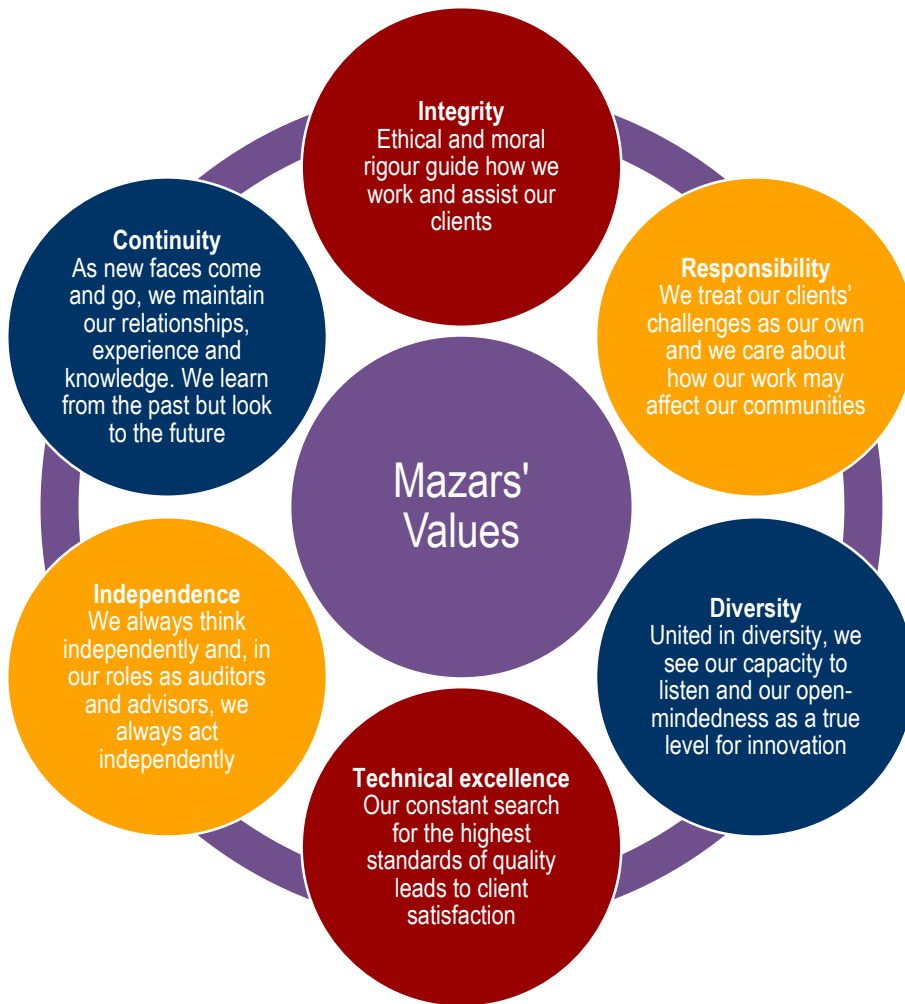 Integrity
Ethical and moral
rigour guide how we
work and assist our
clients
Responsibility
We treat our clients'
challenges as our own
and we care about
how our work may
affect our communities
Diversity
United in diversity, we
see our capacity to
listen and our open-
mindedness as a true
level for innovation
Technical excellence
Our constant search
for the highest
standards of quality
leads to client
satisfaction
Independence
We always think
independently and, in
our roles as auditors
and advisors, we
always act
independently
Continuity
As new faces come
and go, we maintain
our relationships,
experience and
knowledge. We learn
from the past but look
to the future
Mazars'
Values